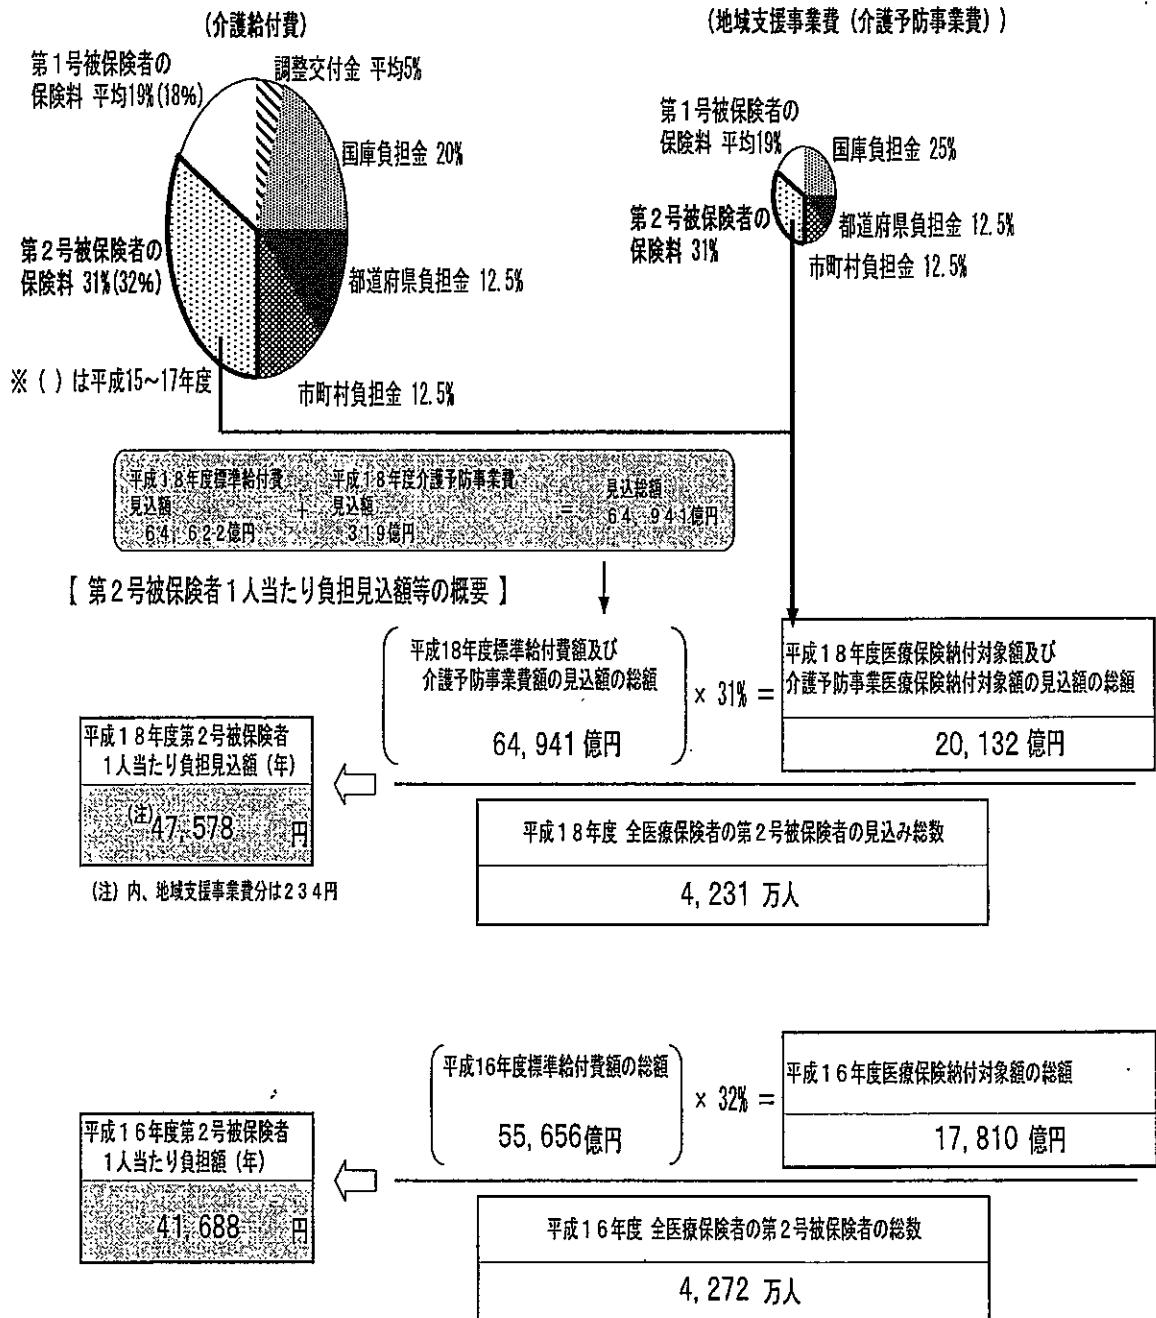 (介護給付費)
(地域支援事業費 (介護予防事業費) )
第1号被保険者の
保険料 平均19%(18%)
調整交付金 平均5%
国庫負担金 20%
第2号被保険者の
保険料 31%(32%)
都道府県負担金 12.5%
市町村負担金 12.5%
※ ( ) は平成15~17年度
第1号被保険者の
保険料 平均19%
国庫負担金 25%
第2号被保険者の
保険料 31%
都道府県負担金 12.5%
市町村負担金 12.5%
平成18年度標準給付費
見込額
64,622億円
+
平成18年度介護予防事業費
見込額
319億円
=
見込総額
64,941億円
【 第2号被保険者1人当たり負担見込額等の概要 】
平成18年度標準給付費額及び
介護予防事業費額の見込額の総額
64,941 億円
× 31% =
平成18年度医療保険納付対象額及び
介護予防事業医療保険納付対象額の見込額の総額
20,132 億円
平成18年度第2号被保険者
1人当たり負担見込額 (年)
(注)47,578 円
(注) 内、地域支援事業費分は234円
平成18年度 全医療保険者の第2号被保険者の見込み総数
4,231 万人
平成16年度標準給付費額の総額
55,656億円
× 32% =
平成16年度医療保険納付対象額の総額
17,810 億円
平成16年度第2号被保険者
1人当たり負担額 (年)
41,688 円
平成16年度 全医療保険者の第2号被保険者の総数
4,272 万人